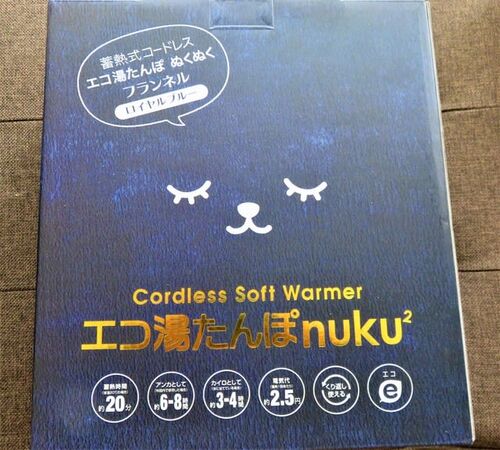 蓄熱式コードレス
エコ湯たんぽ ぬくぬく
フランネル
ロイヤルブルー
Cordless Soft Warmer
エコ湯たんぽnuku²
蓄熱時間
約20分
アンカとして
約6-8時間
カイロとして
約3-4時間
電気代
約2.5円
くり返し
使える
エコ
e